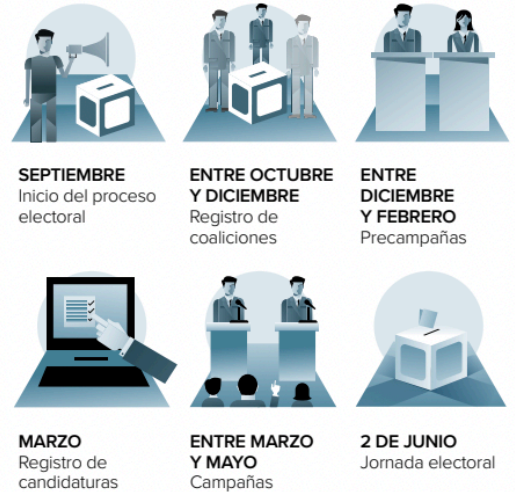 SEPTIEMBRE
Inicio del proceso
electoral
ENTRE OCTUBRE
Y DICIEMBRE
Registro de
coaliciones
ENTRE
DICIEMBRE
Y FEBRERO
Precampañas
MARZO
Registro de
candidaturas
ENTRE MARZO
Y MAYO
Campañas
2 DE JUNIO
Jornada electoral